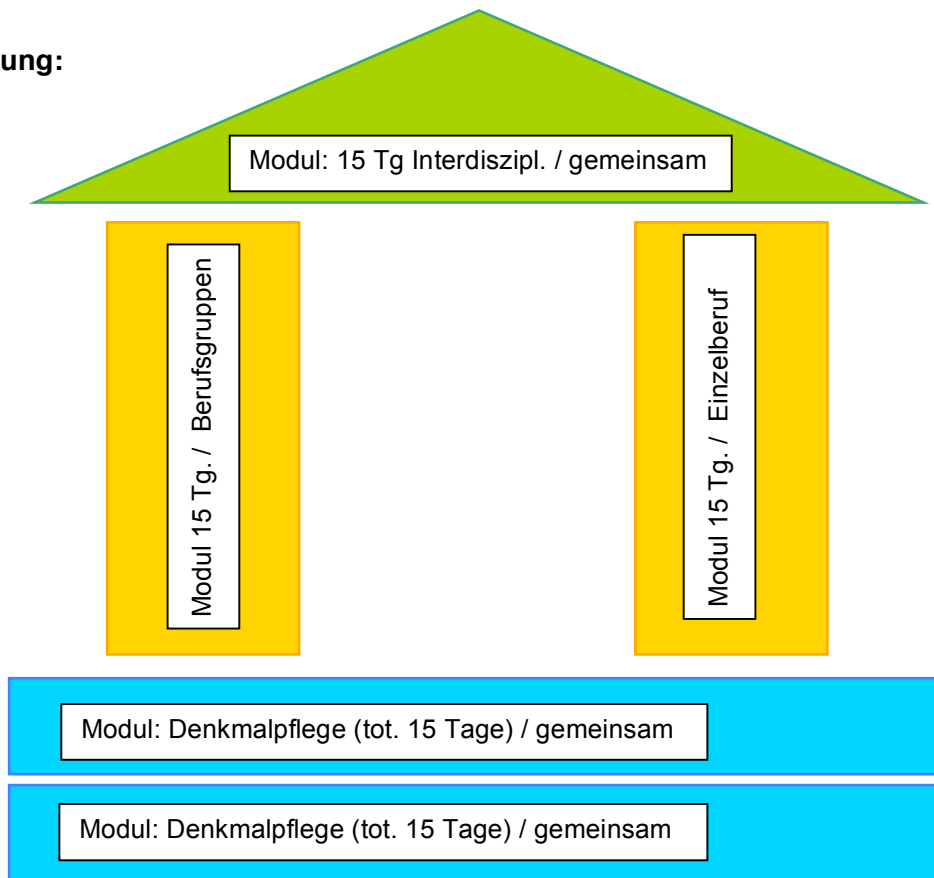 ung:
Modul: 15 Tg Interdiszipl. / gemeinsam
Modul 15 Tg. / Berufsgruppen
Modul 15 Tg. / Einzelberuf
Modul: Denkmalpflege (tot. 15 Tage) / gemeinsam
Modul: Denkmalpflege (tot. 15 Tage) / gemeinsam